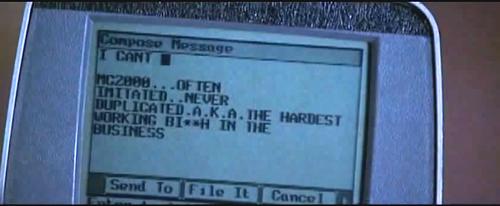 Compose Message
I CANT
MC2000...OFTEN
IMITATED..NEVER
DUPLICATED.A.K.A.THE HARDEST
WORKING BI**H IN THE
BUSINESS
Send To File It Cancel